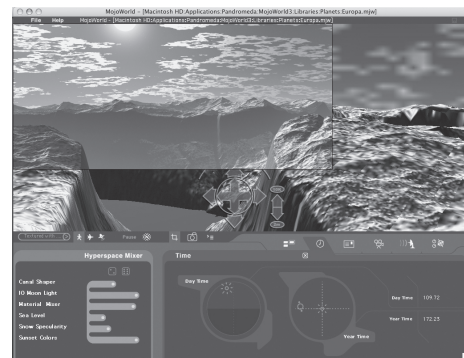 MojoWorld - [Macintosh HD:Applications:Pandromeda:MojoWorld3:Libraries:Planets:Europa.mjw]
File Help MojoWorld - [Macintosh HD:Applications:Pandromeda:MojoWorld3:Libraries:Planets:Europa.mjw]
Pause
Hyperspace Mixer
Time
Canal Shaper
IO Moon Light
Material Mixer
Sea Level
Snow Specularity
Sunset Colors
Day Time
Day Time 109.72
Year Time 172.23
Year Time